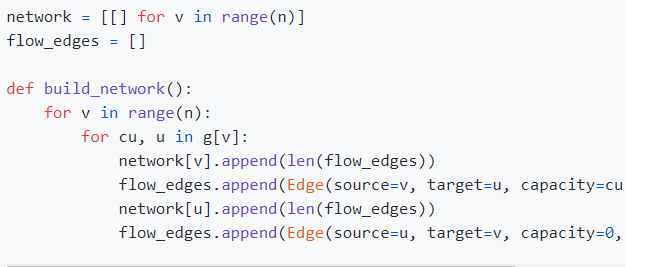 network = [[] for v in range(n)]
flow_edges = []
def build_network():
for v in range(n):
for cu, u in g[v]:
network[v].append(len(flow_edges))
flow_edges.append(Edge(source=v, target=u, capacity=cu
network[u].append(len(flow_edges))
flow_edges.append(Edge(source=u, target=v, capacity=0,